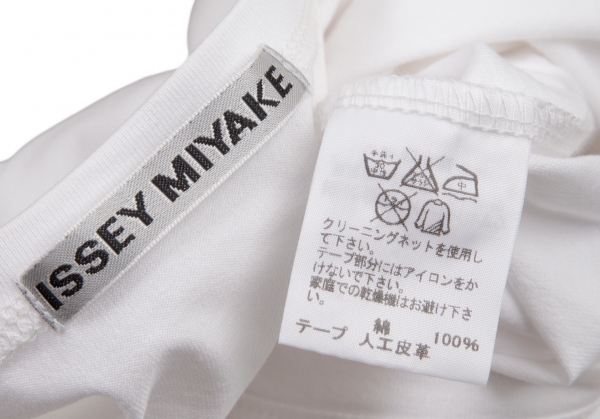 ISSEY MIYAKE
中
クリーニングネットを使用し
て下さい。
テープ部分にはアイロンをか
けないで下さい。
家庭での乾燥機はお避け下さ
い。
綿 100%
テープ 人工皮革